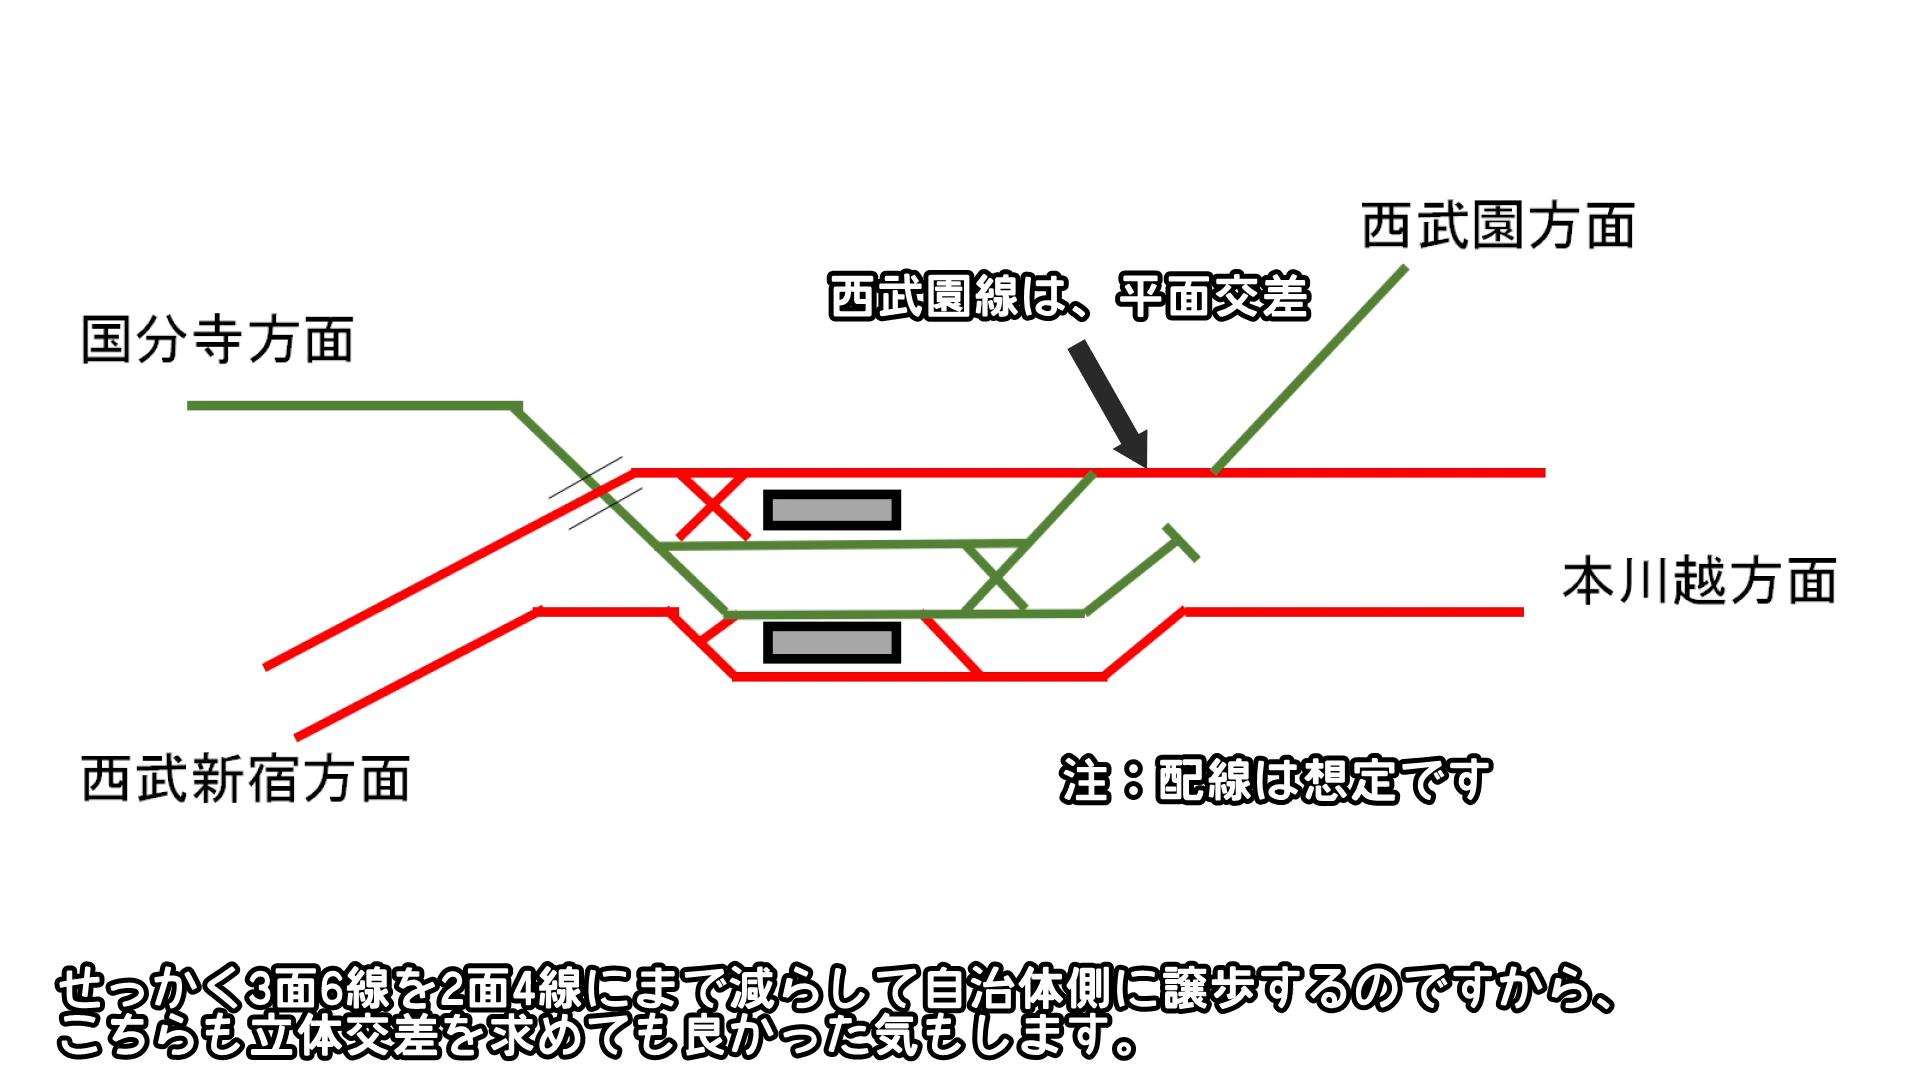 西武園方面
西武園線は、平面交差
国分寺方面
本川越方面
西武新宿方面
注：配線は想定です
せっかく3面6線を2面4線にまで減らして自治体側に譲歩するのですから、
こちらも立体交差を求めても良かった気もします。